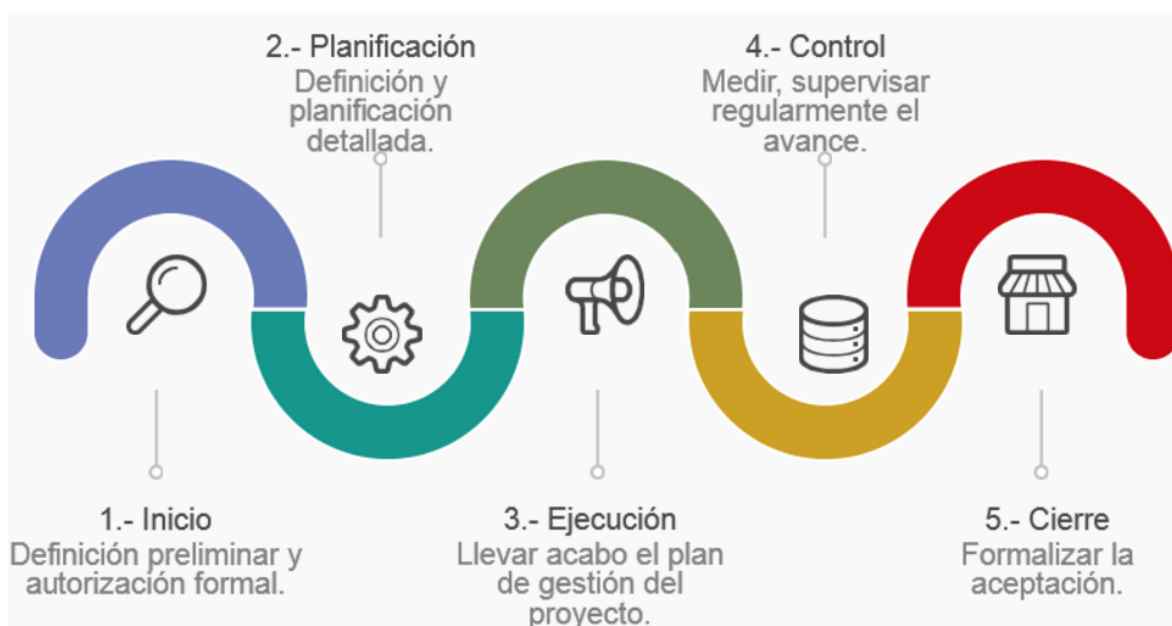 1.- Inicio
Definición preliminar y
autorización formal.
2.- Planificación
Definición y
planificación
detallada.
3.- Ejecución
Llevar acabo el plan
de gestión del
proyecto.
4.- Control
Medir, supervisar
regularmente el
avance.
5.- Cierre
Formalizar la
aceptación.